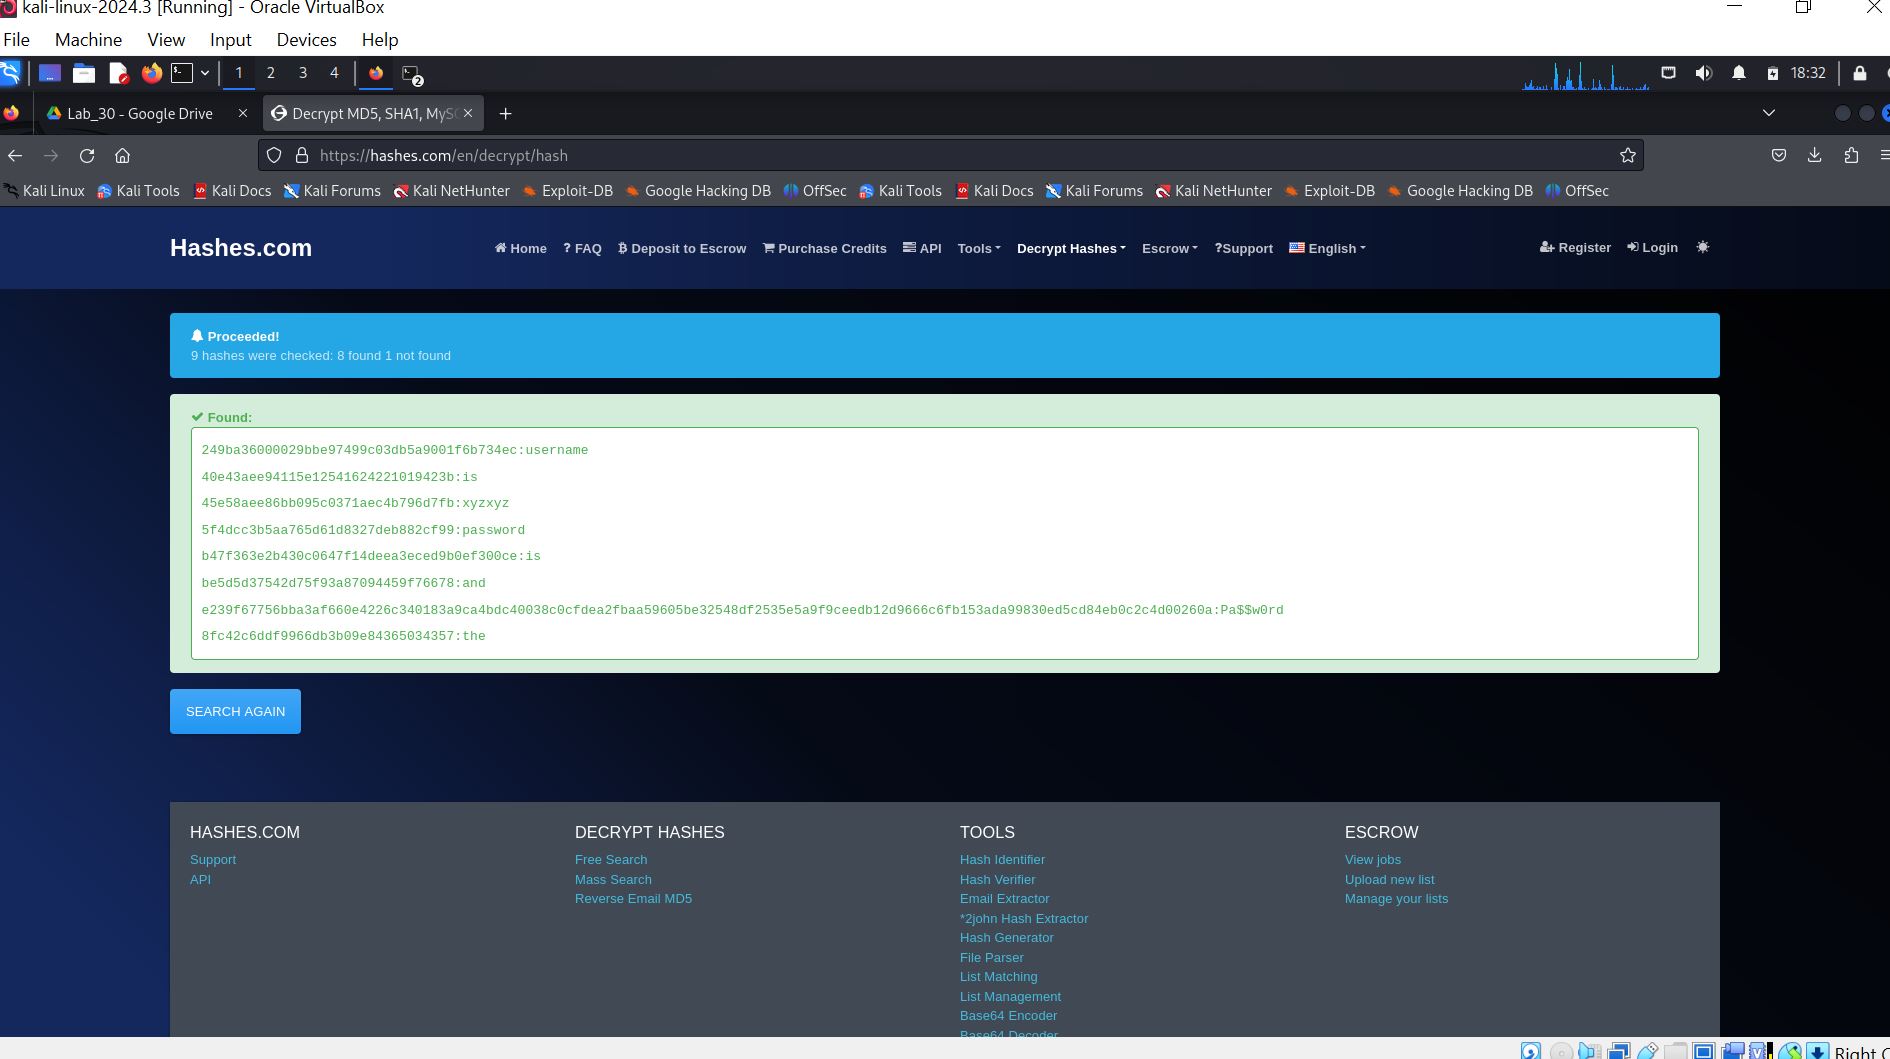 kali-linux-2024.3 [Running] - Oracle VirtualBox
File Machine View Input Devices Help
1 2 3 4 2 18:32
Lab_30 - Google Drive Decrypt MD5, SHA1, MySQ
https://hashes.com/en/decrypt/hash
Kali Linux Kali Tools Kali Docs Kali Forums Kali NetHunter Exploit-DB Google Hacking DB OffSec Kali Tools Kali Docs Kali Forums Kali NetHunter Exploit-DB Google Hacking DB OffSec
Hashes.com Home ? FAQ Deposit to Escrow Purchase Credits API Tools Decrypt Hashes Escrow ?Support English Register Login
Proceeded!
9 hashes were checked: 8 found 1 not found
Found:
249ba36000029bbe97499c03db5a9001f6b734ec:username
40e43aee94115e12541624221019423b:is
45e58aee86bb095c0371aec4b796d7fb:xyzxyz
5f4dcc3b5aa765d61d8327deb882cf99:password
b47f363e2b430c0647f14deea3eced9b0ef300ce:is
be5d5d37542d75f93a87094459f76678:and
e239f67756bba3af660e4226c340183a9ca4bdc40038c0cfdea2fbaa59605be32548df2535e5a9f9ceedb12d9666c6fb153ada99830ed5cd84eb0c2c4d00260a:Pa$$w0rd
8fc42c6ddf9966db3b09e84365034357:the
SEARCH AGAIN
HASHES.COM
Support
API
DECRYPT HASHES
Free Search
Mass Search
Reverse Email MD5
TOOLS
Hash Identifier
Hash Verifier
Email Extractor
*2john Hash Extractor
Hash Generator
File Parser
List Matching
List Management
Base64 Encoder
Base64 Decoder
ESCROW
View jobs
Upload new list
Manage your lists
Right C